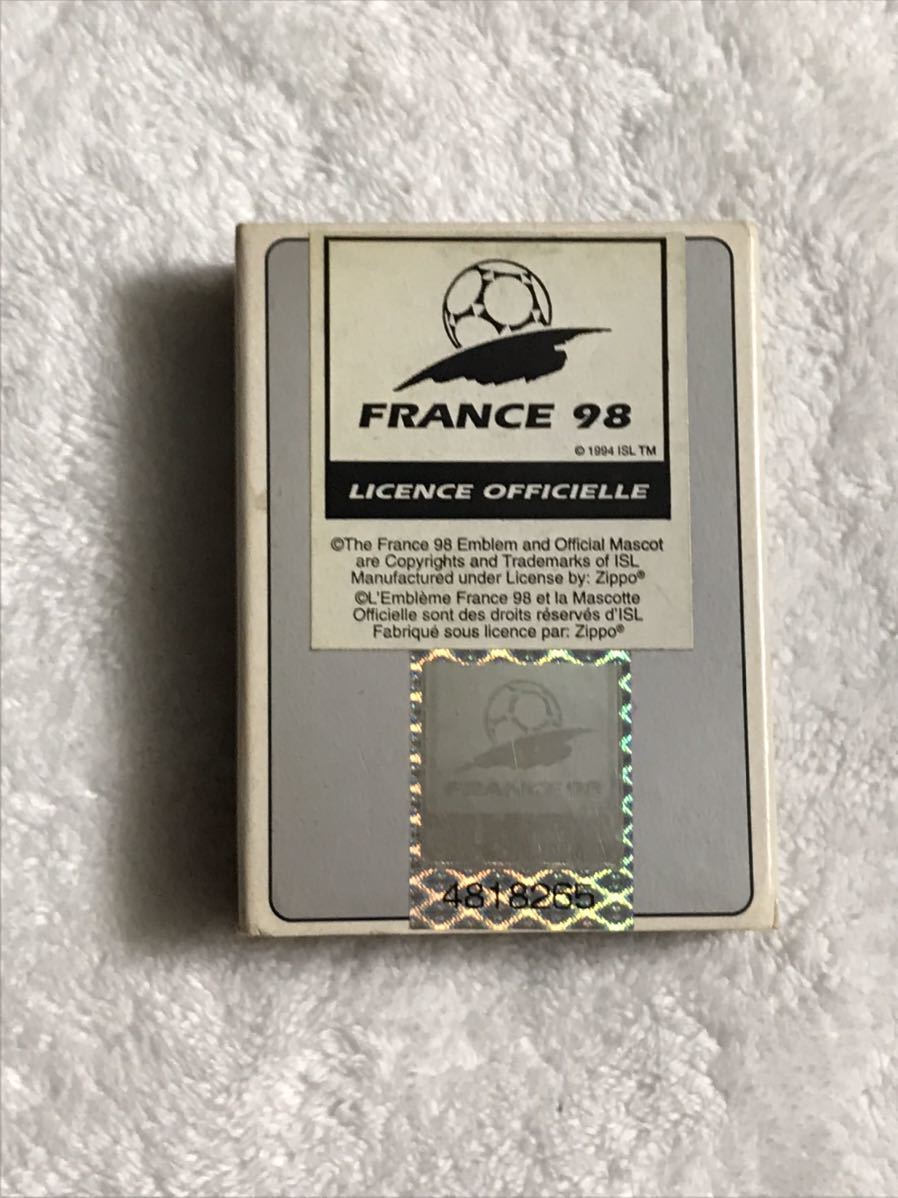 FRANCE 98
© 1994 ISL TM
LICENCE OFFICIELLE
©The France 98 Emblem and Official Mascot
are Copyrights and Trademarks of ISL
Manufactured under License by: Zippo®
©L'Emblème France 98 et la Mascotte
Officielle sont des droits réservés d'ISL
Fabriqué sous licence par: Zippo®
FRANCE 98
4818265